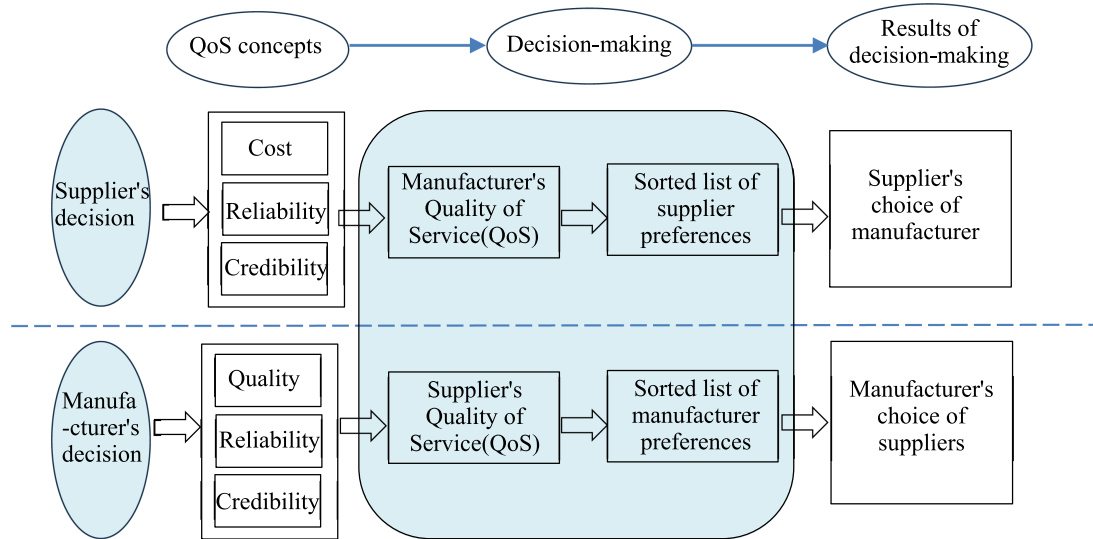 QoS concepts
Decision-making
Results of
decision-making
Supplier's
decision
Cost
Reliability
Credibility
Manufacturer's
Quality of
Service(QoS)
Sorted list of
supplier
preferences
Supplier's
choice of
manufacturer
Manufa
-cturer's
decision
Quality
Reliability
Credibility
Supplier's
Quality of
Service(QoS)
Sorted list of
manufacturer
preferences
Manufacturer's
choice of
suppliers